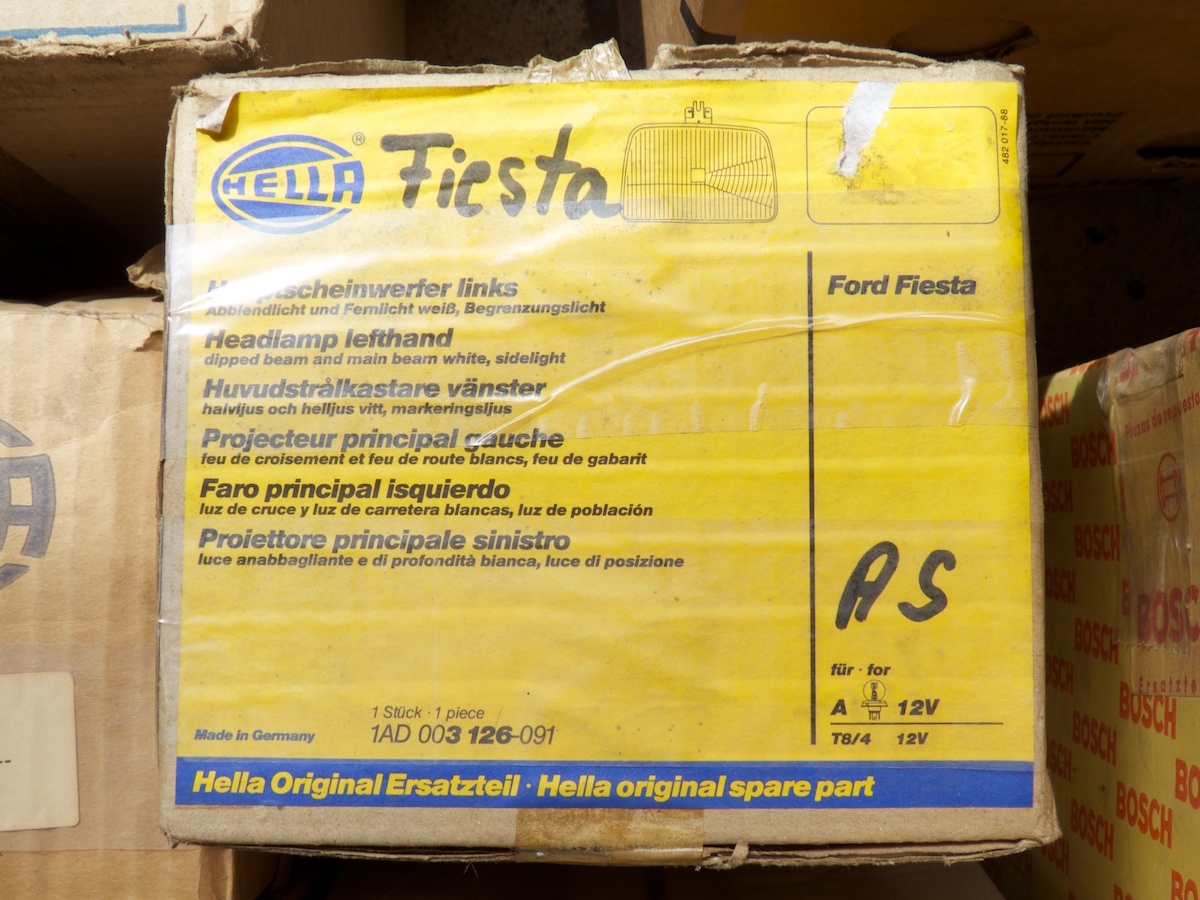 HELLA ®
Fiesta
482 017-88
Hauptscheinwerfer links
Abblendlicht und Fernlicht weiß, Begrenzungslicht
Headlamp lefthand
dipped beam and main beam white, sidelight
Huvudstrålkastare vänster
halvljus och helljus vitt, markeringsljus
Projecteur principal gauche
feu de croisement et feu de route blancs, feu de gabarit
Faro principal isquierdo
luz de cruce y luz de carretera blancas, luz de población
Proiettore principale sinistro
luce anabbagliante e di profondità bianca, luce di posizione
Ford Fiesta
AS
für · for
A 12V
T8/4 12V
1 Stück · 1 piece
Made in Germany
1AD 003 126-091
Hella Original Ersatzteil · Hella original spare part
BOSCH
BOSCH
BOSCH
BOSCH
BOSCH
BOSCH
BOSCH